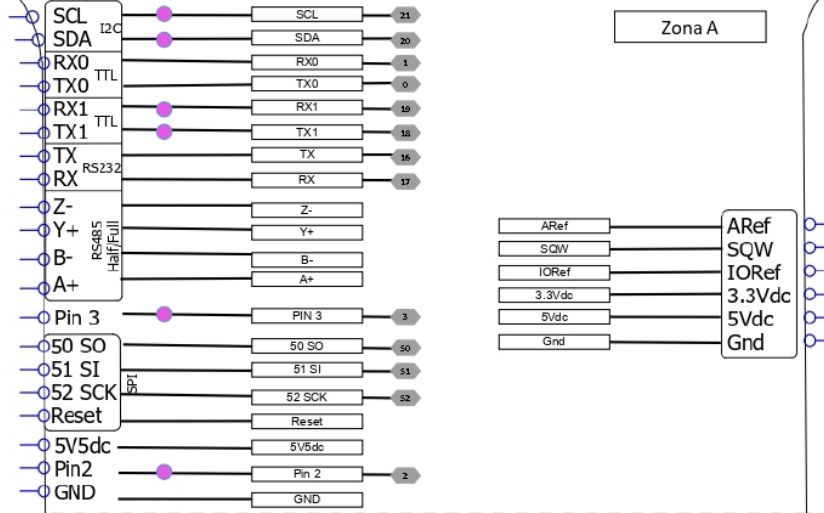 SCL SCL 21
I2C
SDA SDA 20
RX0 RX0 1
TTL
TX0 TX0 0
RX1 RX1 19
TTL
TX1 TX1 18
TX TX 16
RS232
RX RX 17
Z- Z-
Y+ Y+
RS485
Half/Full
B- B-
A+ A+
Pin 3 PIN 3 3
50 SO 50 SO 50
51 SI 51 SI 51
SPI
52 SCK 52 SCK 52
Reset Reset
5V5dc 5V5dc
Pin2 Pin 2 2
GND GND
Zona A
ARef ARef
SQW SQW
IORef IORef
3.3Vdc 3.3Vdc
5Vdc 5Vdc
Gnd Gnd